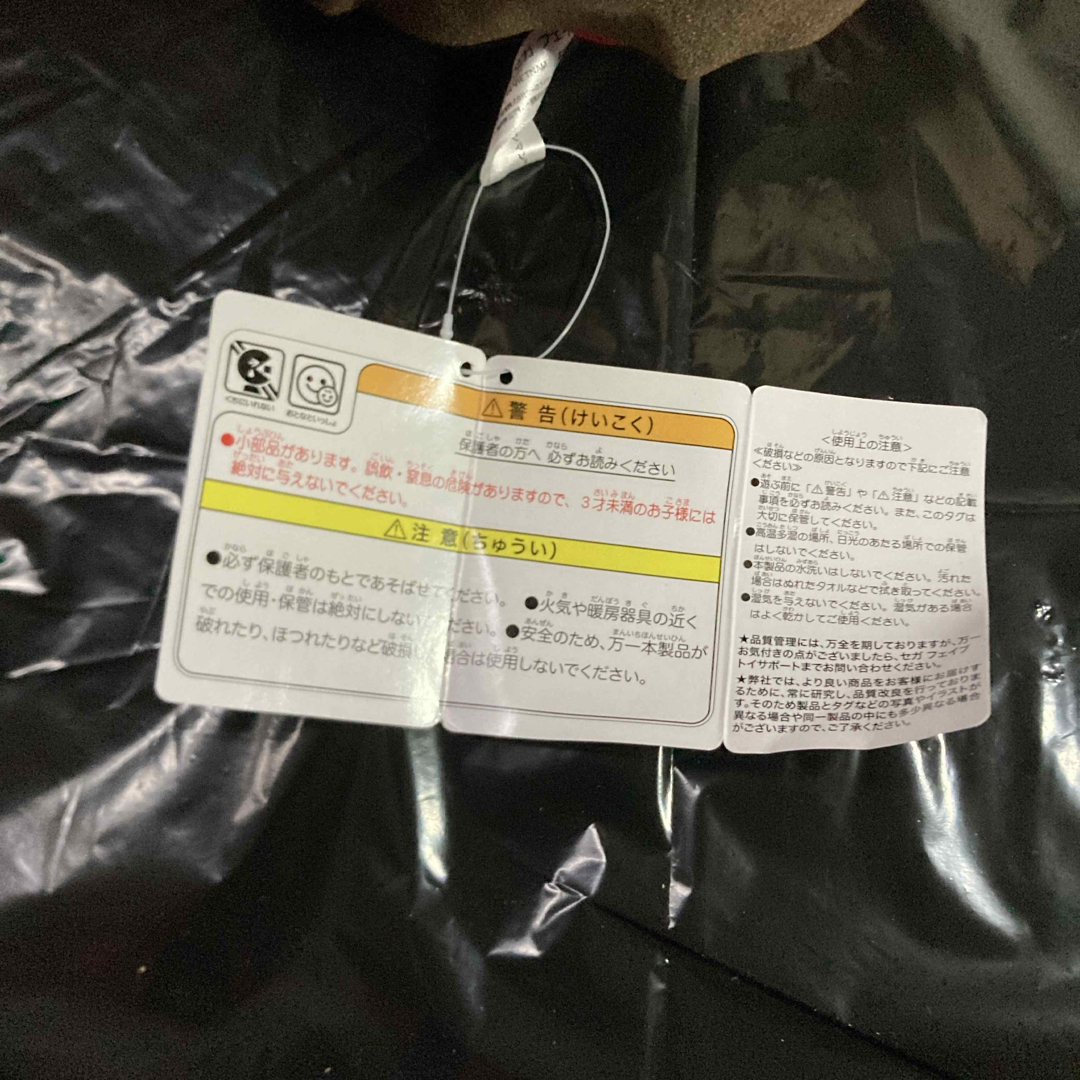 VIETNAM
くちにいれない
おとなといっしょ
⚠警告(けいこく)
保護者の方へ 必ずお読みください
●小部品があります。誤飲・窒息の危険がありますので、3才未満のお子様には
絶対に与えないでください。
⚠注意(ちゅうい)
●必ず保護者のもとであそばせてください。 ●火気や暖房器具の近く
での使用・保管は絶対にしないでください。 ●安全のため、万一本製品が
破れたり、ほつれたりなど破損した場合は使用しないでください。
<使用上の注意>
≪破損などの原因となりますので下記にご注意
ください≫
●遊ぶ前に「⚠警告」や「⚠注意」などの記載
事項を必ずお読みください。また、このタグは
大切に保管してください。
●高温多湿の場所、日光のあたる場所での保管
はしないでください。
●本製品の水洗いはしないでください。汚れた
場合はぬれたタオルなどで拭き取ってください。
●湿気を与えないでください。湿気がある場合
はよく乾かしてご使用ください。
★品質管理には、万全を期しておりますが、万一
お気付きの点がございましたら、セガ フェイブ
トイサポートまでお問い合わせください。
★弊社では、より良い商品をお客様にお届けす
るために、常に研究し、品質改良を行っておりま
す。そのため製品とタグなどの写真やイラストが
異なる場合や同一製品の中にも多少異なる場合
がございますので、ご了承ください。